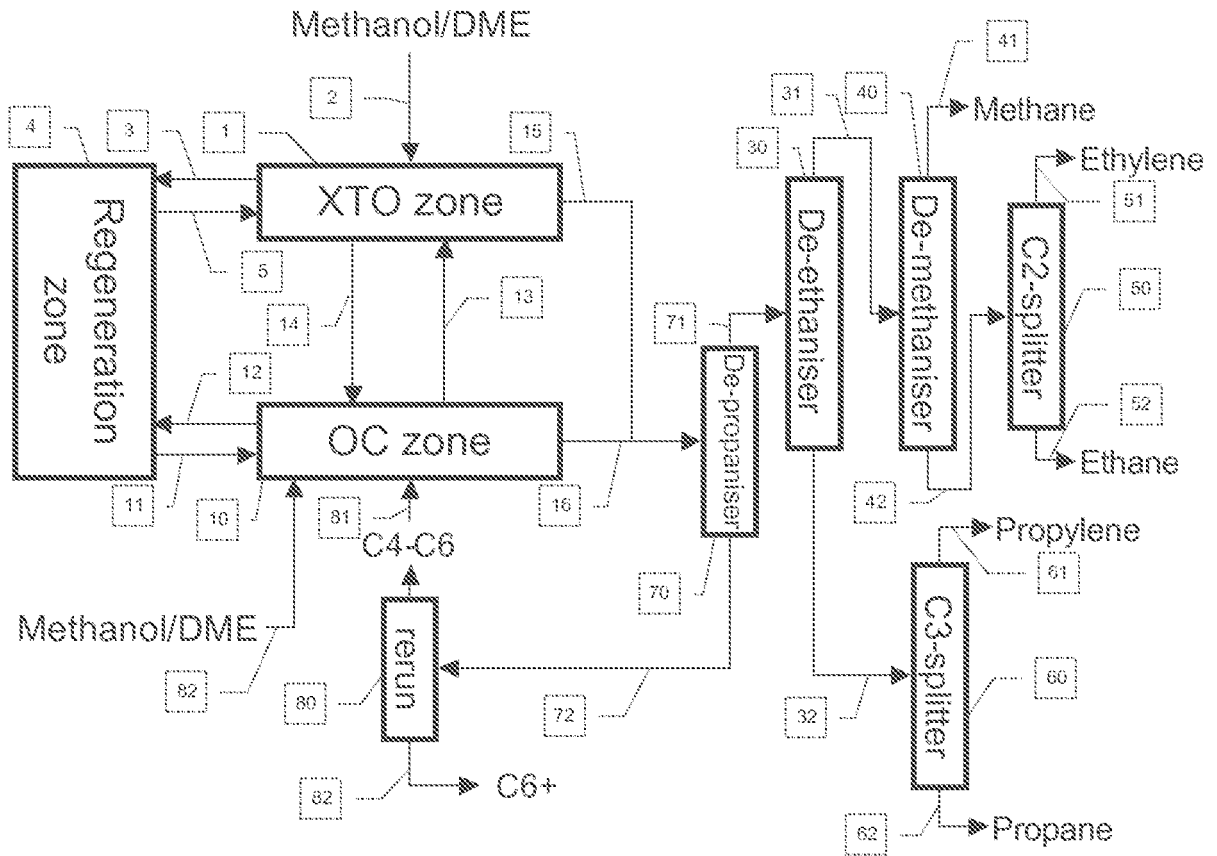 Methanol/DME
41
2
31
40
Methane
4
3
1
15
30
Ethylene
XTO zone
51
Regeneration
zone
De-ethaniser
De-methaniser
C2-splitter
5
13
50
14
71
12
De-propaniser
52
OC zone
Ethane
11
10
81
16
42
C4-C6
Propylene
61
70
Methanol/DME
rerun
C3-splitter
82
80
72
32
60
82
C6+
62
Propane